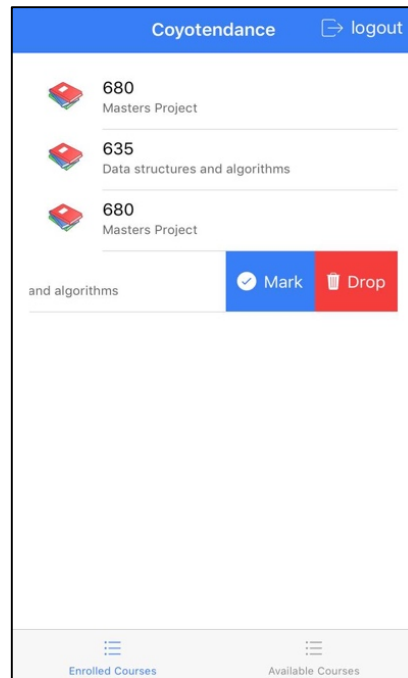 Coyotendance logout
680
Masters Project
635
Data structures and algorithms
680
Masters Project
and algorithms Mark Drop
Enrolled Courses Available Courses